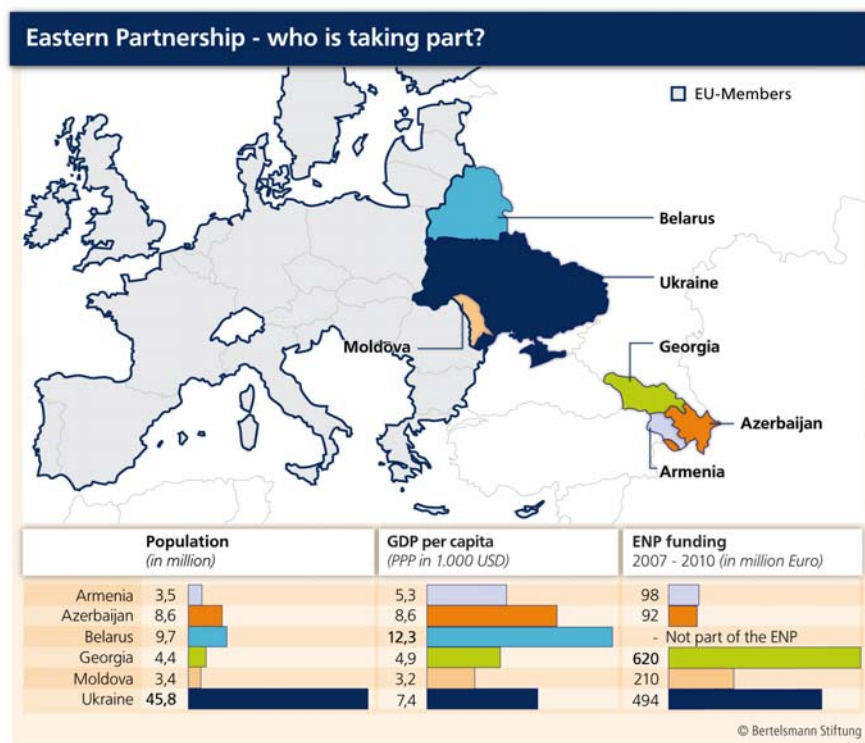 Eastern Partnership - who is taking part?
EU-Members
Belarus
Ukraine
Moldova
Georgia
Azerbaijan
Armenia
Population
(in million)
GDP per capita
(PPP in 1.000 USD)
ENP funding
2007 - 2010 (in million Euro)
Armenia 3,5 5,3 98
Azerbaijan 8,6 8,6 92
Belarus 9,7 12,3 - Not part of the ENP
Georgia 4,4 4,9 620
Moldova 3,4 3,2 210
Ukraine 45,8 7,4 494
© Bertelsmann Stiftung